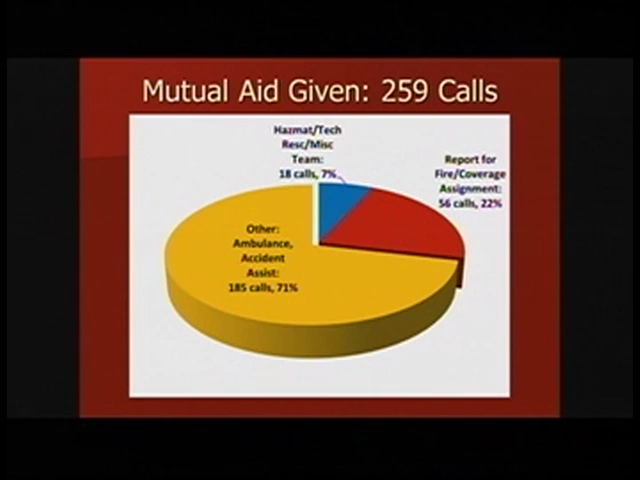 Mutual Aid Given: 259 Calls
Hazmat/Tech
Resc/Misc
Team:
18 calls, 7%
Report for
Fire/Coverage
Assignment:
56 calls, 22%
Other:
Ambulance,
Accident
Assist:
185 calls, 71%